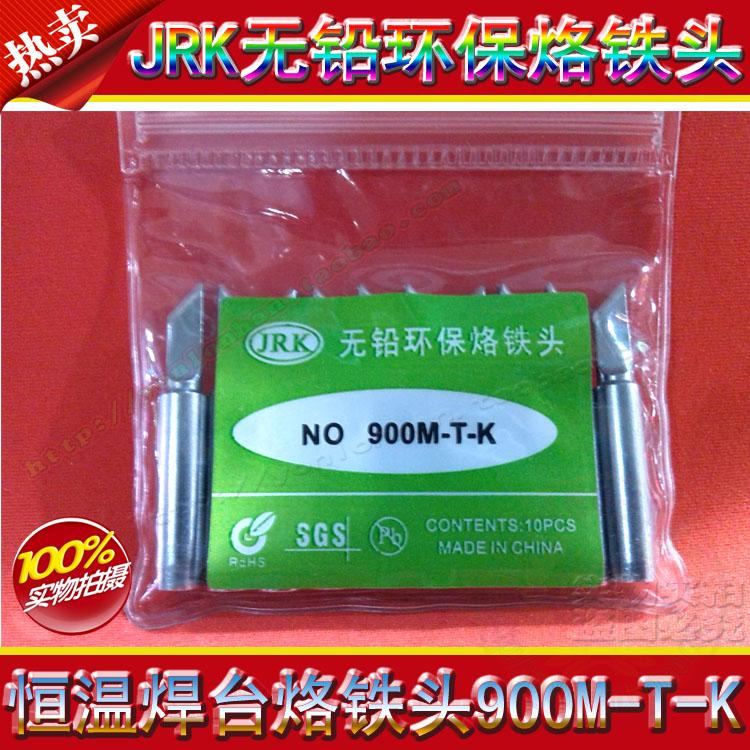 热卖
JRK无铅环保烙铁头
JRK 无铅环保烙铁头
NO 900M-T-K
RoHS
SGS
Pb
CONTENTS:10PCS
MADE IN CHINA
100%
实物拍摄
恒温焊台烙铁头900M-T-K